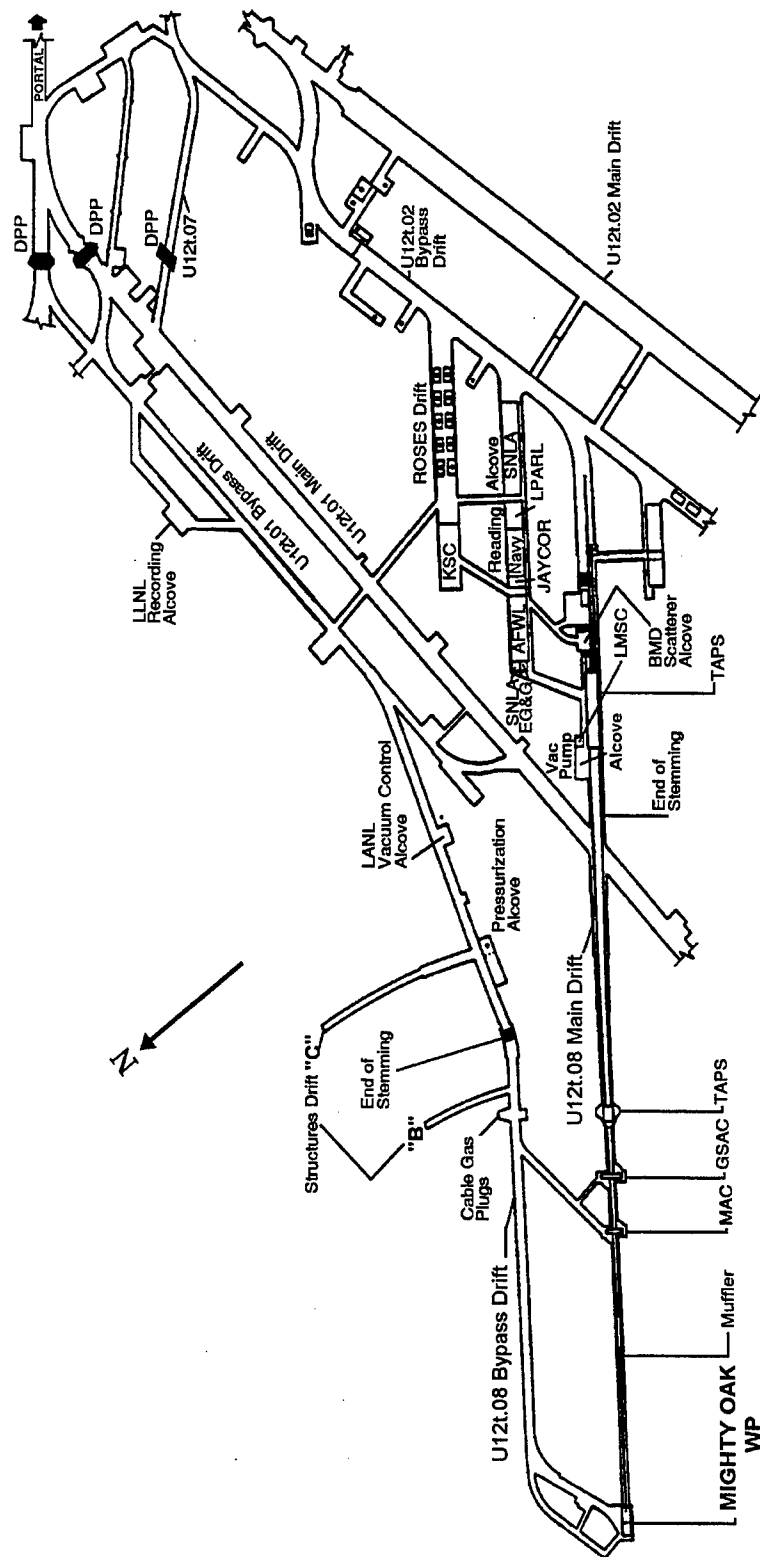 PORTAL
DPP
DPP
DPP
U12t.07
U12t.02
Bypass
Drift
U12t.02 Main Drift
LLNL
Recording
Alcove
U12t.01 Bypass Drift
U12t.01 Main Drift
ROSES Drift
KSC
Alcove
SNLA
Reading
Navy
LPARL
JAYCOR
AFWL
SNLA
EG&G
LMSC
BMD
Scatterer
Alcove
TAPS
Vac
Pump
Alcove
End of
Stemming
LANL
Vacuum Control
Alcove
Pressurization
Alcove
N
Structures Drift "C"
"B"
End of
Stemming
Cable Gas
Plugs
U12t.08 Main Drift
TAPS
GSAC
MAC
U12t.08 Bypass Drift
Muffler
MIGHTY OAK
WP